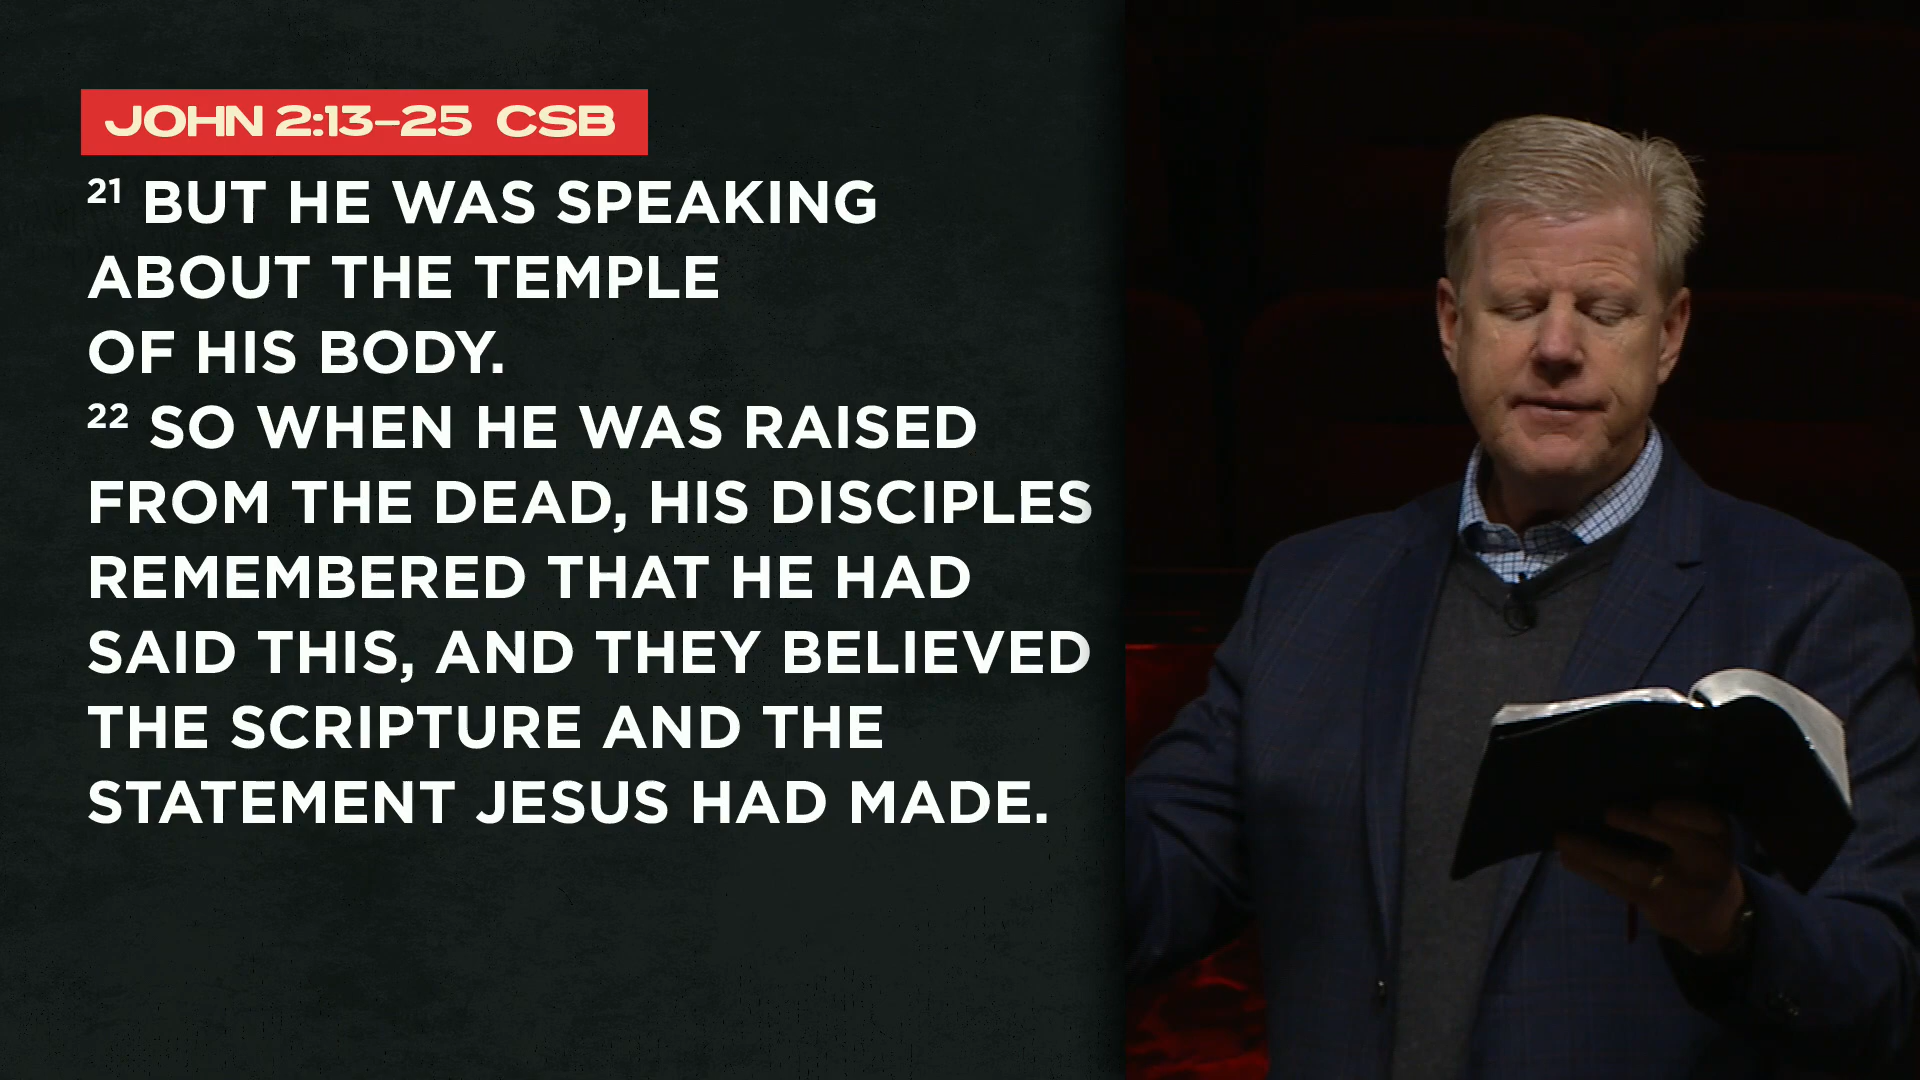 JOHN 2:13–25 CSB
21 BUT HE WAS SPEAKING
ABOUT THE TEMPLE
OF HIS BODY.
22 SO WHEN HE WAS RAISED
FROM THE DEAD, HIS DISCIPLES
REMEMBERED THAT HE HAD
SAID THIS, AND THEY BELIEVED
THE SCRIPTURE AND THE
STATEMENT JESUS HAD MADE.